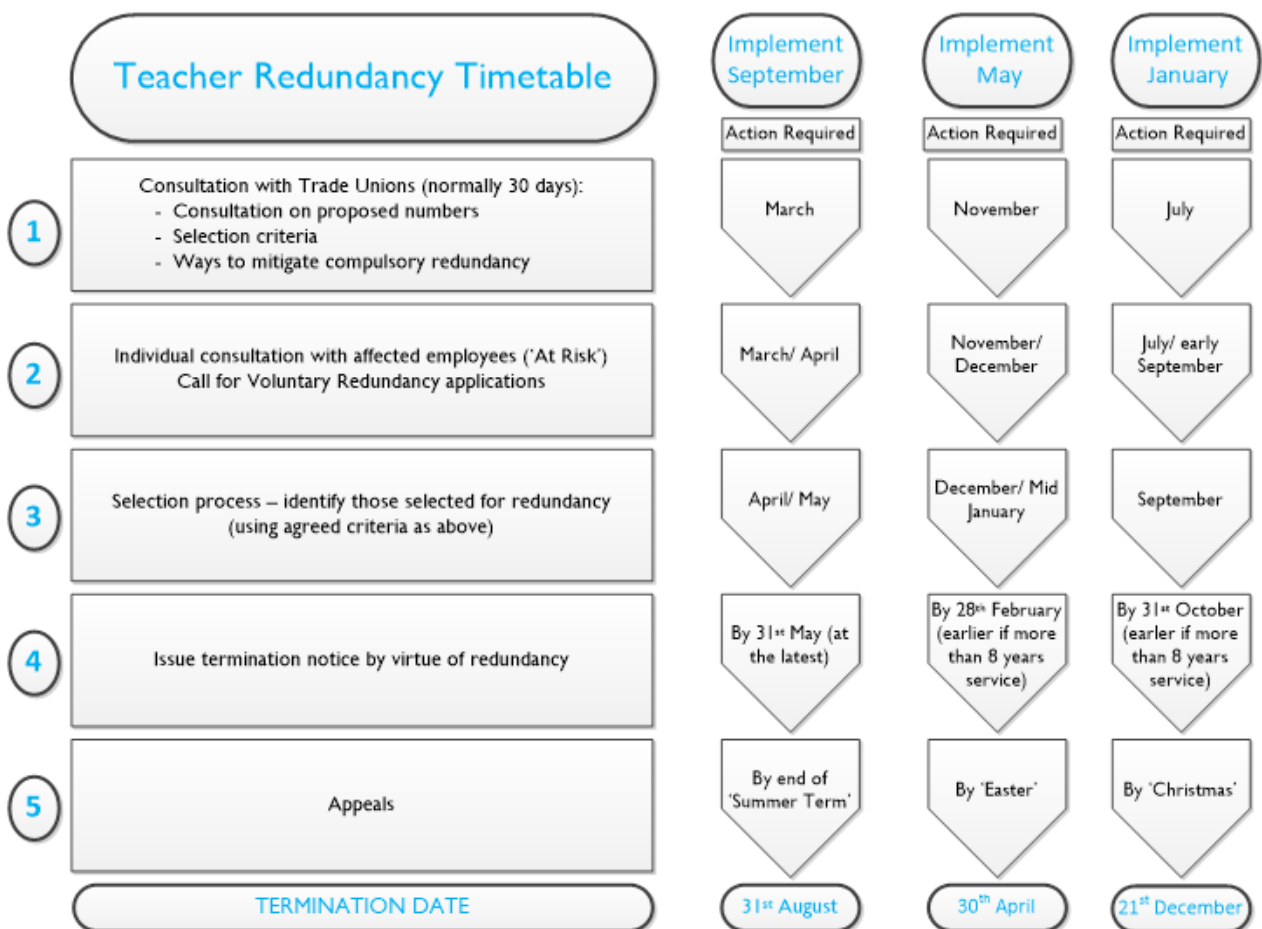 Teacher Redundancy Timetable
Implement
September
Implement
May
Implement
January
Action Required
Action Required
Action Required
1
Consultation with Trade Unions (normally 30 days):
- Consultation on proposed numbers
- Selection criteria
- Ways to mitigate compulsory redundancy
March
November
July
2
Individual consultation with affected employees ('At Risk')
Call for Voluntary Redundancy applications
March/ April
November/
December
July/ early
September
3
Selection process – identify those selected for redundancy
(using agreed criteria as above)
April/ May
December/ Mid
January
September
4
Issue termination notice by virtue of redundancy
By 31st May (at
the latest)
By 28th February
(earlier if more
than 8 years
service)
By 31st October
(earler if more
than 8 years
service)
5
Appeals
By end of
'Summer Term'
By 'Easter'
By 'Christmas'
TERMINATION DATE
31st August
30th April
21st December